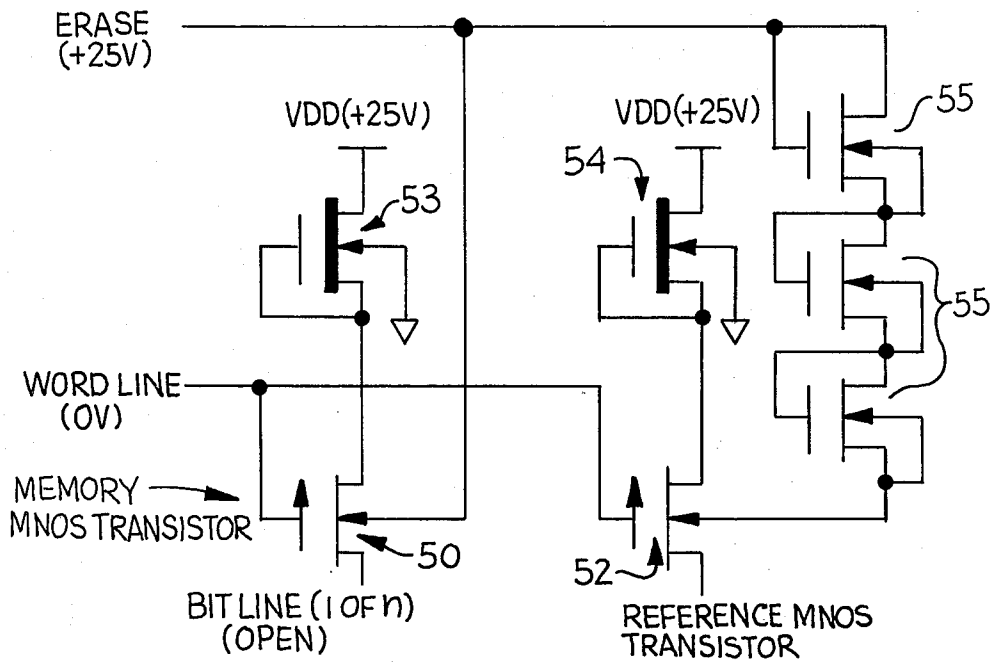 ERASE
(+25V)
VDD(+25V)
VDD(+25V)
55
54
53
55
WORD LINE
(0V)
MEMORY
MNOS TRANSISTOR
50
52
BIT LINE (1 OF n)
(OPEN)
REFERENCE MNOS
TRANSISTOR